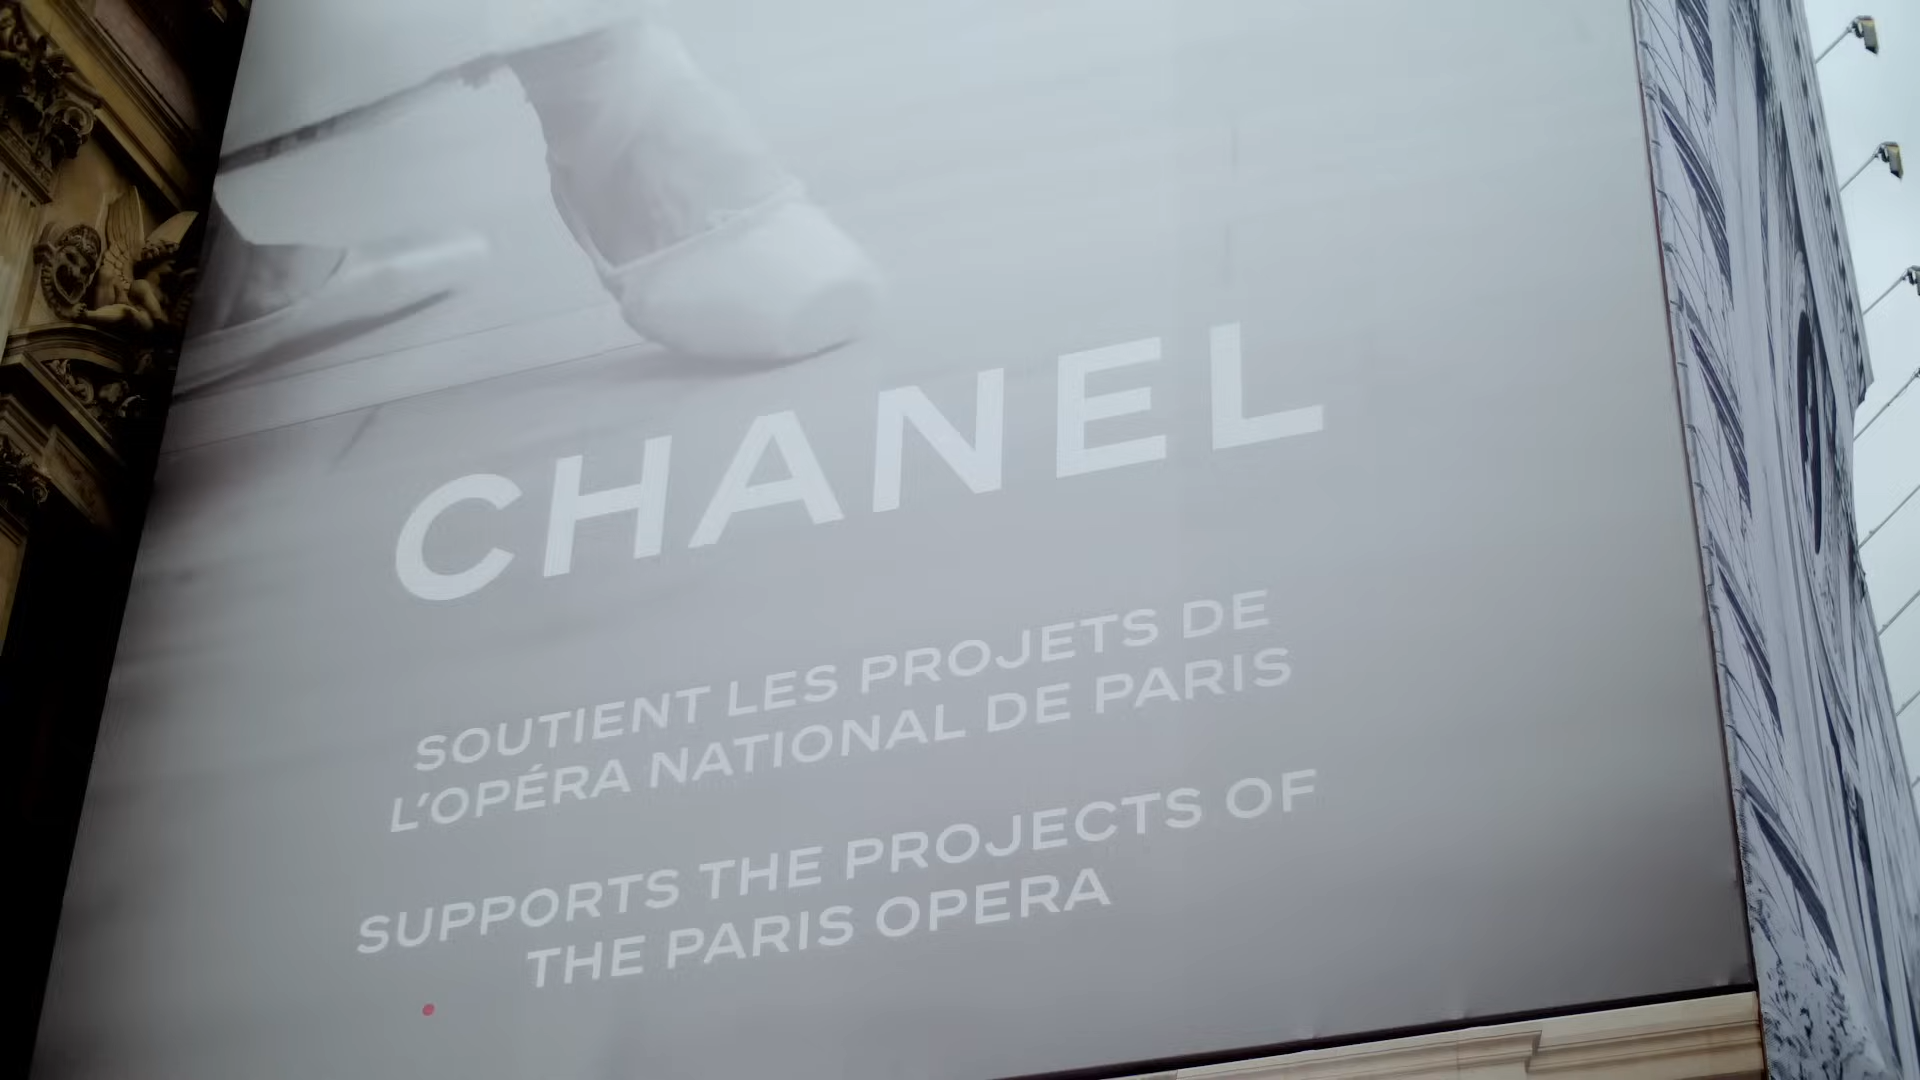 CHANEL
SOUTIENT LES PROJETS DE
L'OPÉRA NATIONAL DE PARIS
SUPPORTS THE PROJECTS OF
THE PARIS OPERA